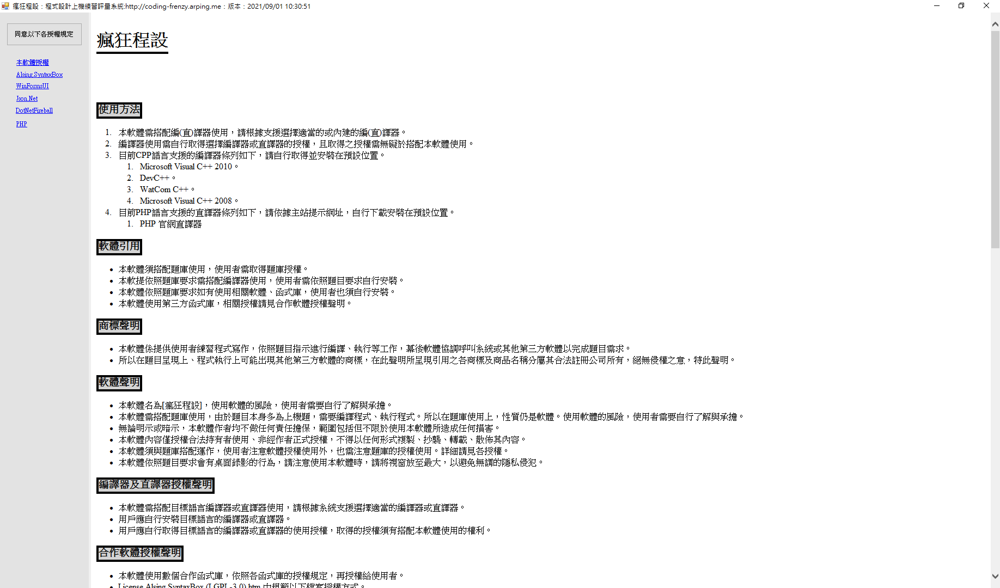 瘋狂程設：程式設計上機練習評量系統:http://coding-frenzy.arping.me：版本：2021/09/01 10:30:51
同意以下各授權規定
本軟體授權
Alsing.SyntaxBox
WinFormsUI
Json.Net
DotNetFireball
PHP
瘋狂程設
使用方法
1. 本軟體需搭配編(直)譯器使用，請根據支援選擇適當的或內建的編(直)譯器。
2. 編譯器使用需自行取得選擇編譯器或直譯器的授權，且取得之授權需無礙於搭配本軟體使用。
3. 目前CPP語言支援的編譯器條列如下，請自行取得並安裝在預設位置。
1. Microsoft Visual C++ 2010。
2. DevC++。
3. WatCom C++。
4. Microsoft Visual C++ 2008。
4. 目前PHP語言支援的直譯器條列如下，請依據主站提示網址，自行下載安裝在預設位置。
1. PHP 官網直譯器
軟體引用
• 本軟體須搭配題庫使用，使用者需取得題庫授權。
• 本軟提依照題庫要求需搭配編譯器使用，使用者需依照題目要求自行安裝。
• 本軟體依照題庫要求如有使用相關軟體、函式庫，使用者也須自行安裝。
• 本軟體使用第三方函式庫，相關授權請見合作軟體授權聲明。
商標聲明
• 本軟體係提供使用者練習程式寫作，依照題目指示進行編譯、執行等工作，幕後軟體協調呼叫系統或其他第三方軟體以完成題目需求。
• 所以在題目呈現上、程式執行上可能出現其他第三方軟體的商標，在此聲明所呈現引用之各商標及商品名稱分屬其合法註冊公司所有，絕無侵權之意，特此聲明。
軟體聲明
• 本軟體名為[瘋狂程設]，使用軟體的風險，使用者需要自行了解與承擔。
• 本軟體需搭配題庫使用，由於題目本身多為上機題，需要編譯程式、執行程式。所以在題庫使用上，性質仍是軟體。使用軟體的風險，使用者需要自行了解與承擔。
• 無論明示或暗示，本軟體作者均不做任何責任擔保，範圍包括但不限於使用本軟體所造成任何損害。
• 本軟體內容僅授權合法持有者使用、非經作者正式授權，不得以任何形式複製、抄襲、轉載、散佈其內容。
• 本軟體須與題庫搭配運作，使用者注意軟體授權使用外，也需注意題庫的授權使用。詳細請見各授權。
• 本軟體依照題目要求會有桌面錄影的行為，請注意使用本軟體時，請將視窗放至最大，以避免無謂的隱私侵犯。
編譯器及直譯器授權聲明
• 本軟體需搭配目標語言編譯器或直譯器使用，請根據系統支援選擇適當的編譯器或直譯器。
• 用戶應自行安裝目標語言的編譯器或直譯器。
• 用戶應自行取得目標語言的編譯器或直譯器的使用授權，取得的授權須有搭配本軟體使用的權利。
合作軟體授權聲明
• 本軟體使用數個合作函式庫，依照各函式庫的授權規定，再授權給使用者。
• License Alsing.SyntaxBox (LGPL-3.0).htm 中規範以下檔案授權方式。